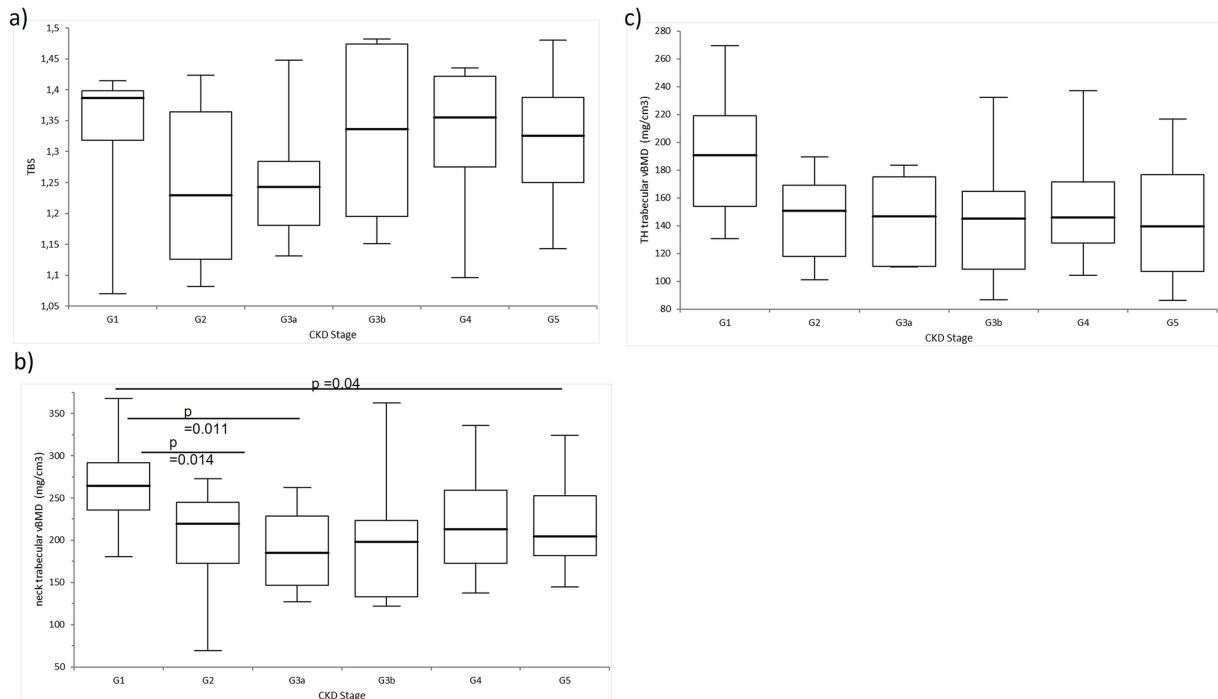 a)
1,5
1,45
1,4
1,35
1,3
1,25
1,2
1,15
1,1
1,05
TBS
G1 G2 G3a G3b G4 G5
CKD Stage
b)
p =0.04
p
=0.011
p
=0.014
350
300
250
200
150
100
50
neck trabecular vBMD (mg/cm3)
G1 G2 G3a G3b G4 G5
CKD Stage
c)
280
260
240
220
200
180
160
140
120
100
80
TH trabecular vBMD (mg/cm3)
G1 G2 G3a G3b G4 G5
CKD Stage